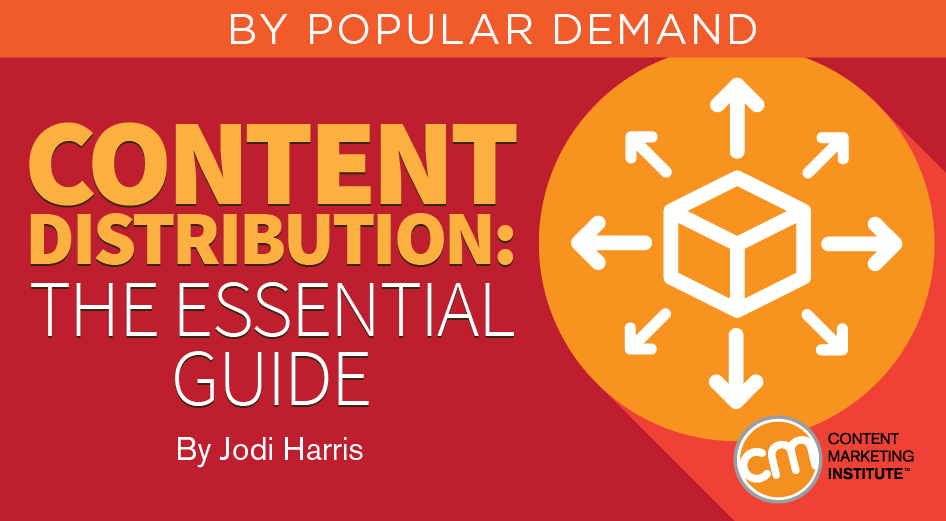 BY POPULAR DEMAND
CONTENT
DISTRIBUTION:
THE ESSENTIAL
GUIDE
By Jodi Harris
cm
CONTENT
MARKETING
INSTITUTE™